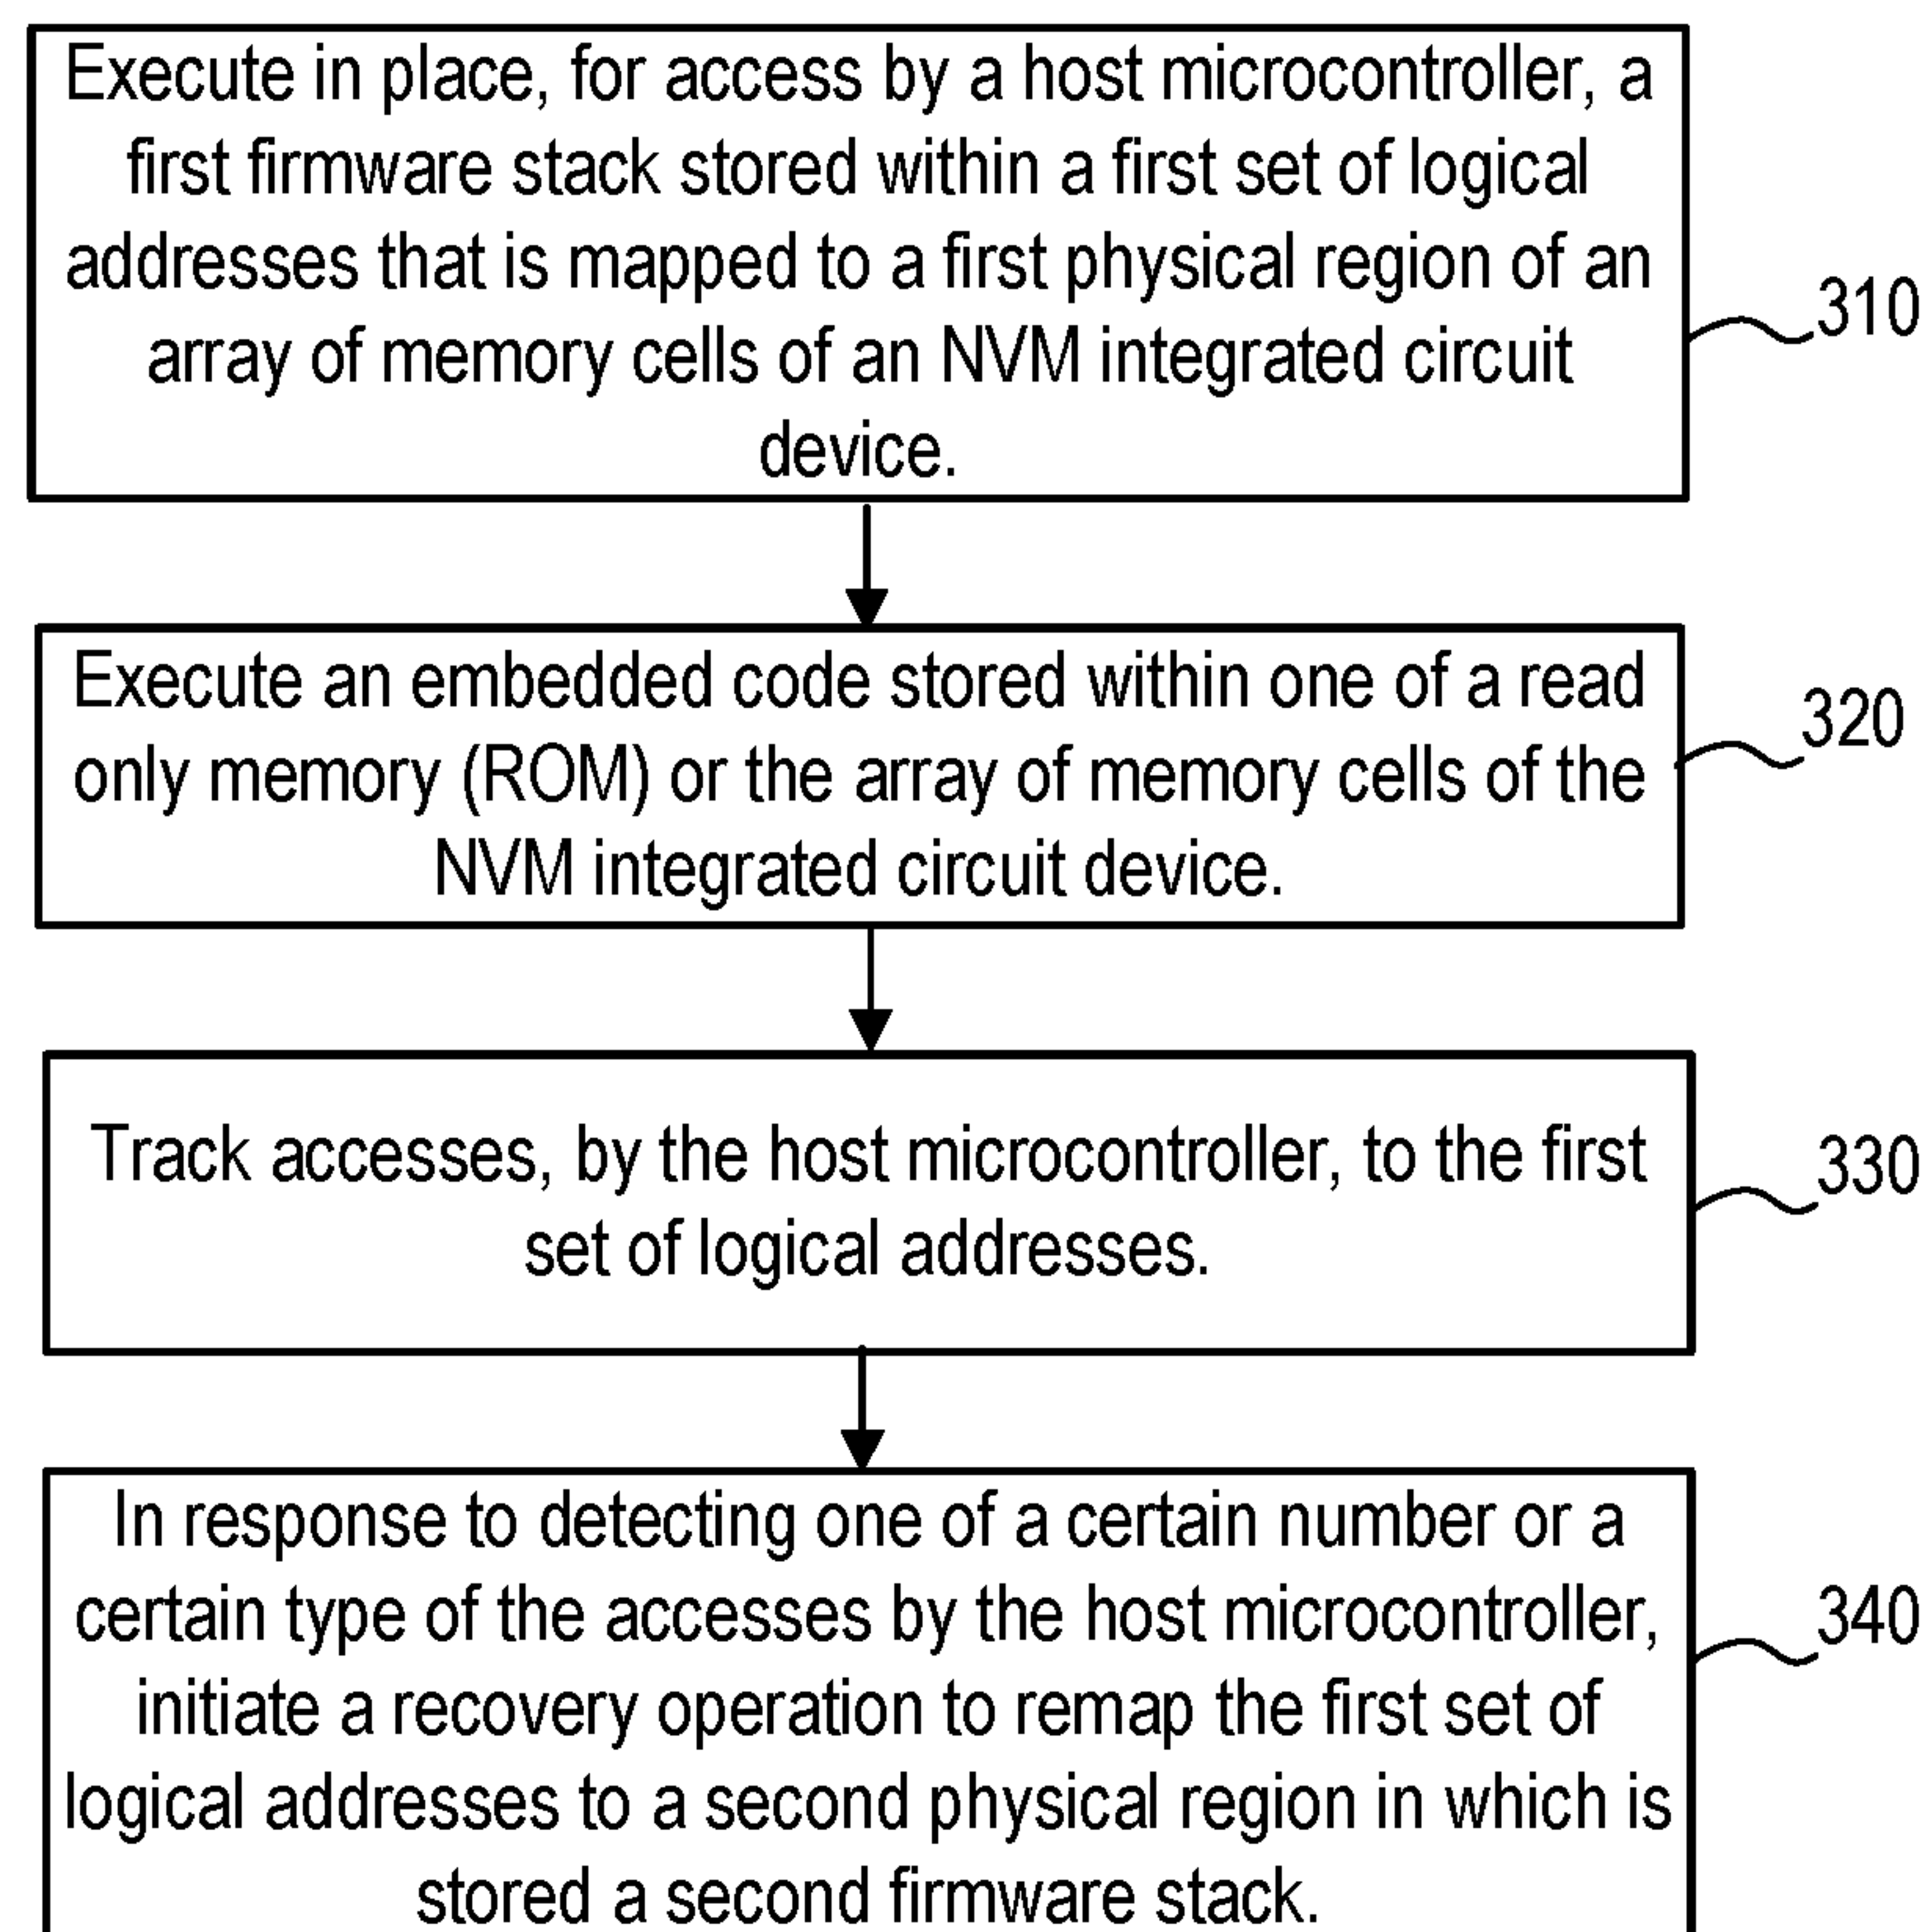 Execute in place, for access by a host microcontroller, a
first firmware stack stored within a first set of logical
addresses that is mapped to a first physical region of an
array of memory cells of an NVM integrated circuit
device.
310
Execute an embedded code stored within one of a read
only memory (ROM) or the array of memory cells of the
NVM integrated circuit device.
320
Track accesses, by the host microcontroller, to the first
set of logical addresses.
330
In response to detecting one of a certain number or a
certain type of the accesses by the host microcontroller,
initiate a recovery operation to remap the first set of
logical addresses to a second physical region in which is
stored a second firmware stack.
340